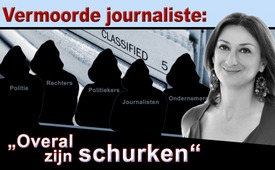 Vermoorde journaliste:
CLASSIFIED
5
Politie
Rechters
Politiekers
Journalisten
Ondernemers
„Overal
zijn schurken“